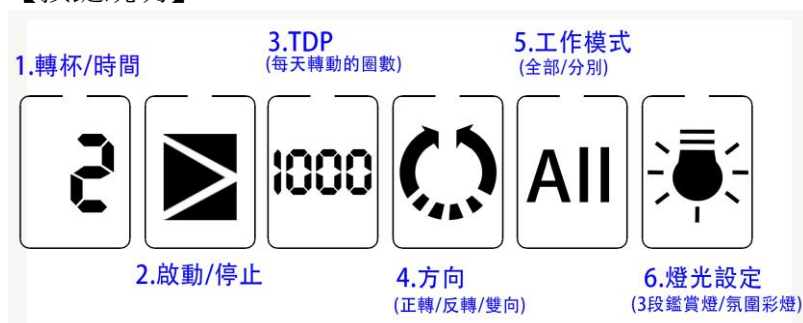 3.TDP
(每天轉動的圈數)
5.工作模式
(全部/分別)
1.轉杯/時間
2
1000
All
2.啟動/停止
4.方向
(正轉/反轉/雙向)
6.燈光設定
(3段鑑賞燈/氛圍彩燈)